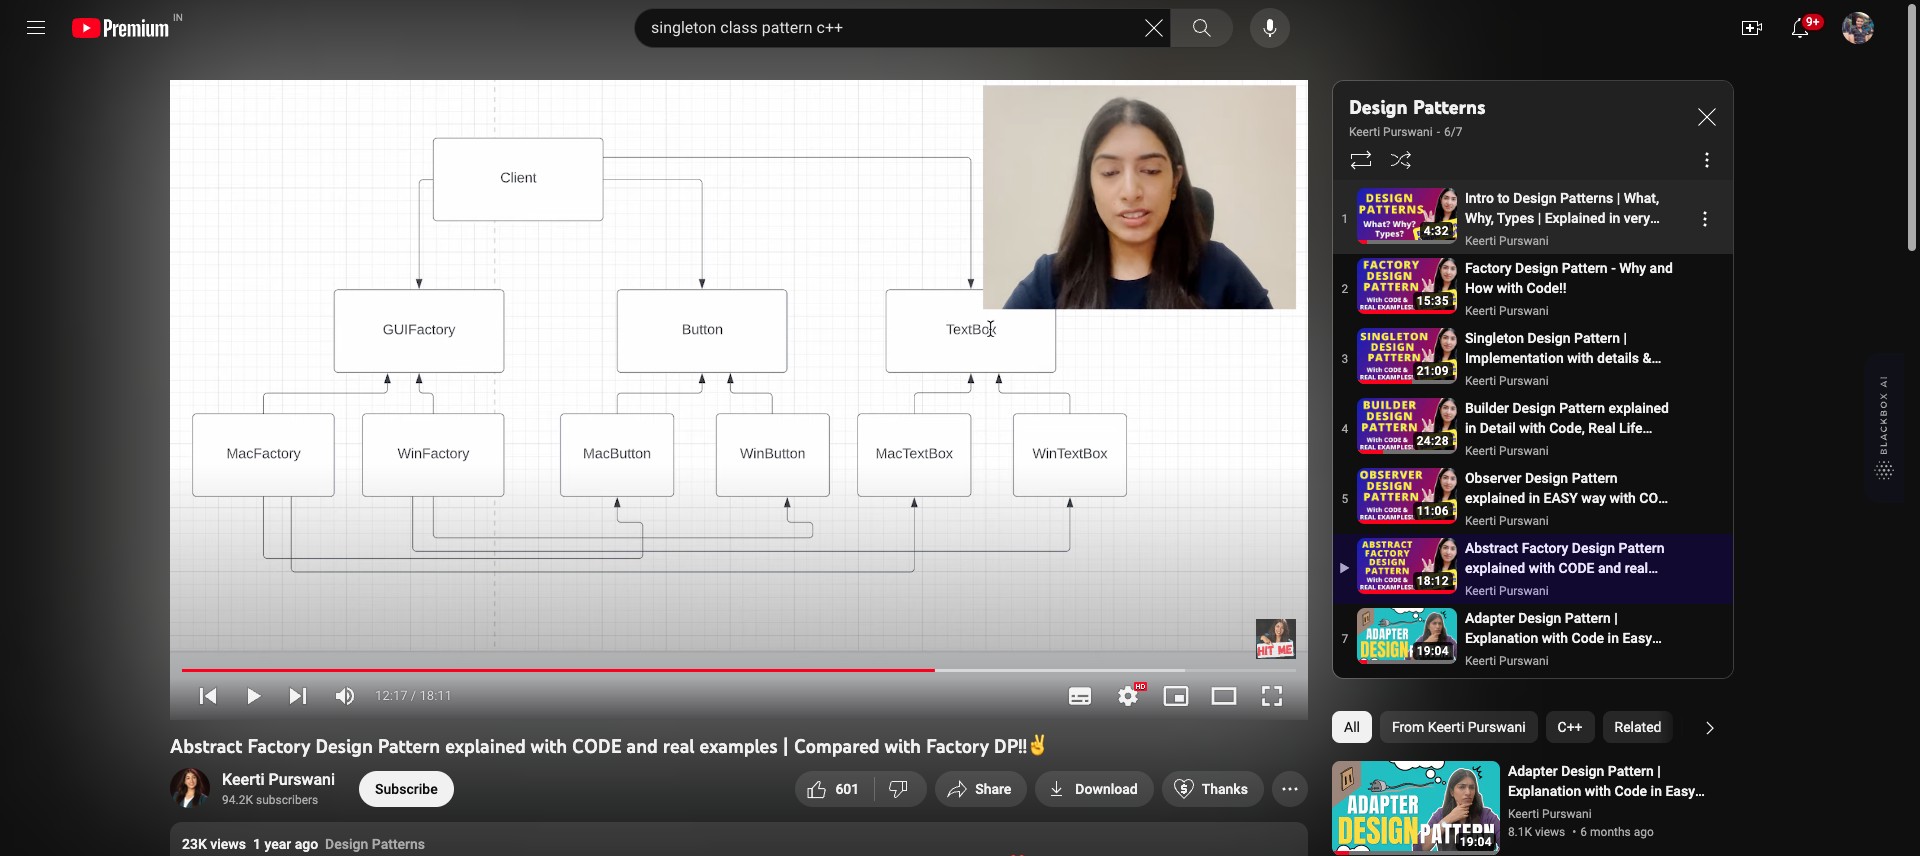 Premium IN
singleton class pattern c++
9+
Client
GUIFactory
Button
TextBox
MacFactory
WinFactory
MacButton
WinButton
MacTextBox
WinTextBox
HIT ME
12:17 / 18:11
HD
Abstract Factory Design Pattern explained with CODE and real examples | Compared with Factory DP!!✌
Keerti Purswani
94.2K subscribers
Subscribe
601
Share
Download
Thanks
23K views 1 year ago Design Patterns
Design Patterns
Keerti Purswani - 6/7
1
DESIGN
PATTERNS
What? Why?
Types?
4:32
Intro to Design Patterns | What,
Why, Types | Explained in very...
Keerti Purswani
2
FACTORY
DESIGN
PATTERN
With CODE &
REAL EXAMPLES!
15:35
Factory Design Pattern - Why and
How with Code!!
Keerti Purswani
3
SINGLETON
DESIGN
PATTERN
With CODE &
REAL EXAMPLES!
21:09
Singleton Design Pattern |
Implementation with details &...
Keerti Purswani
4
BUILDER
DESIGN
PATTERN
With CODE &
REAL EXAMPLES!
24:28
Builder Design Pattern explained
in Detail with Code, Real Life...
Keerti Purswani
5
OBSERVER
DESIGN
PATTERN
With CODE &
REAL EXAMPLES!
11:06
Observer Design Pattern
explained in EASY way with CO...
Keerti Purswani
ABSTRACT
FACTORY
DESIGN
PATTERN
With CODE &
REAL EXAMPLES!
18:12
Abstract Factory Design Pattern
explained with CODE and real...
Keerti Purswani
7
ADAPTER
DESIGN
19:04
Adapter Design Pattern |
Explanation with Code in Easy...
Keerti Purswani
All
From Keerti Purswani
C++
Related
ADAPTER
DESIGN PATTERN
19:04
Adapter Design Pattern |
Explanation with Code in Easy...
Keerti Purswani
8.1K views • 6 months ago
BLACKBOX AI